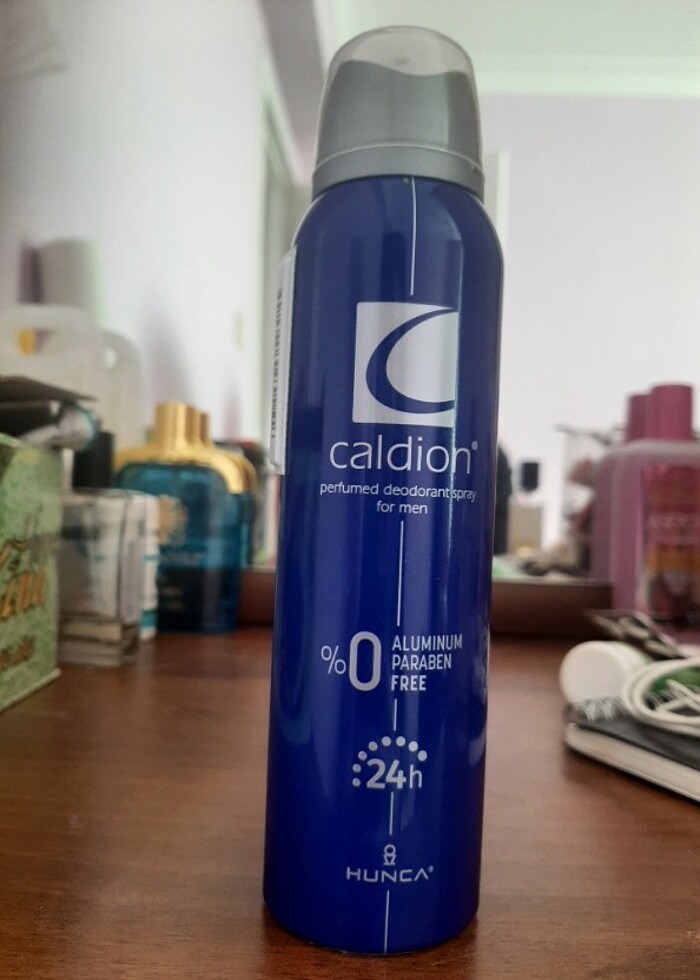 caldion®
perfumed deodorant spray
for men
%0 ALUMINUM
PARABEN
FREE
24h
HUNCA®